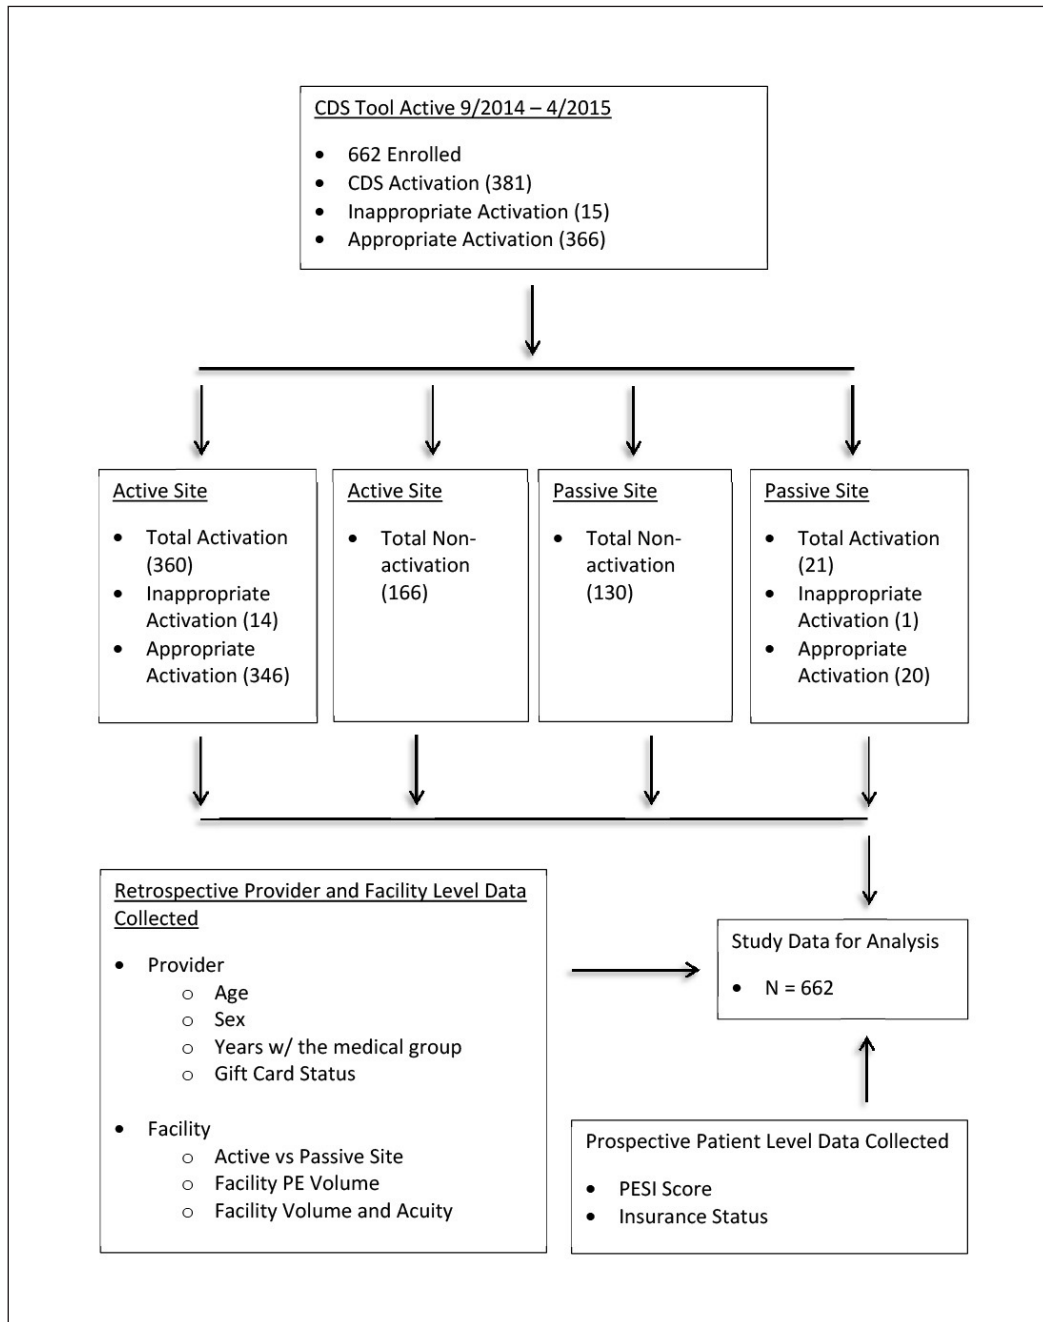 CDS Tool Active 9/2014 – 4/2015
• 662 Enrolled
• CDS Activation (381)
• Inappropriate Activation (15)
• Appropriate Activation (366)
Active Site
• Total Activation
(360)
• Inappropriate
Activation (14)
• Appropriate
Activation (346)
Active Site
• Total Non-
activation
(166)
Passive Site
• Total Non-
activation
(130)
Passive Site
• Total Activation
(21)
• Inappropriate
Activation (1)
• Appropriate
Activation (20)
Retrospective Provider and Facility Level Data
Collected
• Provider
o Age
o Sex
o Years w/ the medical group
o Gift Card Status
• Facility
o Active vs Passive Site
o Facility PE Volume
o Facility Volume and Acuity
Study Data for Analysis
• N = 662
Prospective Patient Level Data Collected
• PESI Score
• Insurance Status